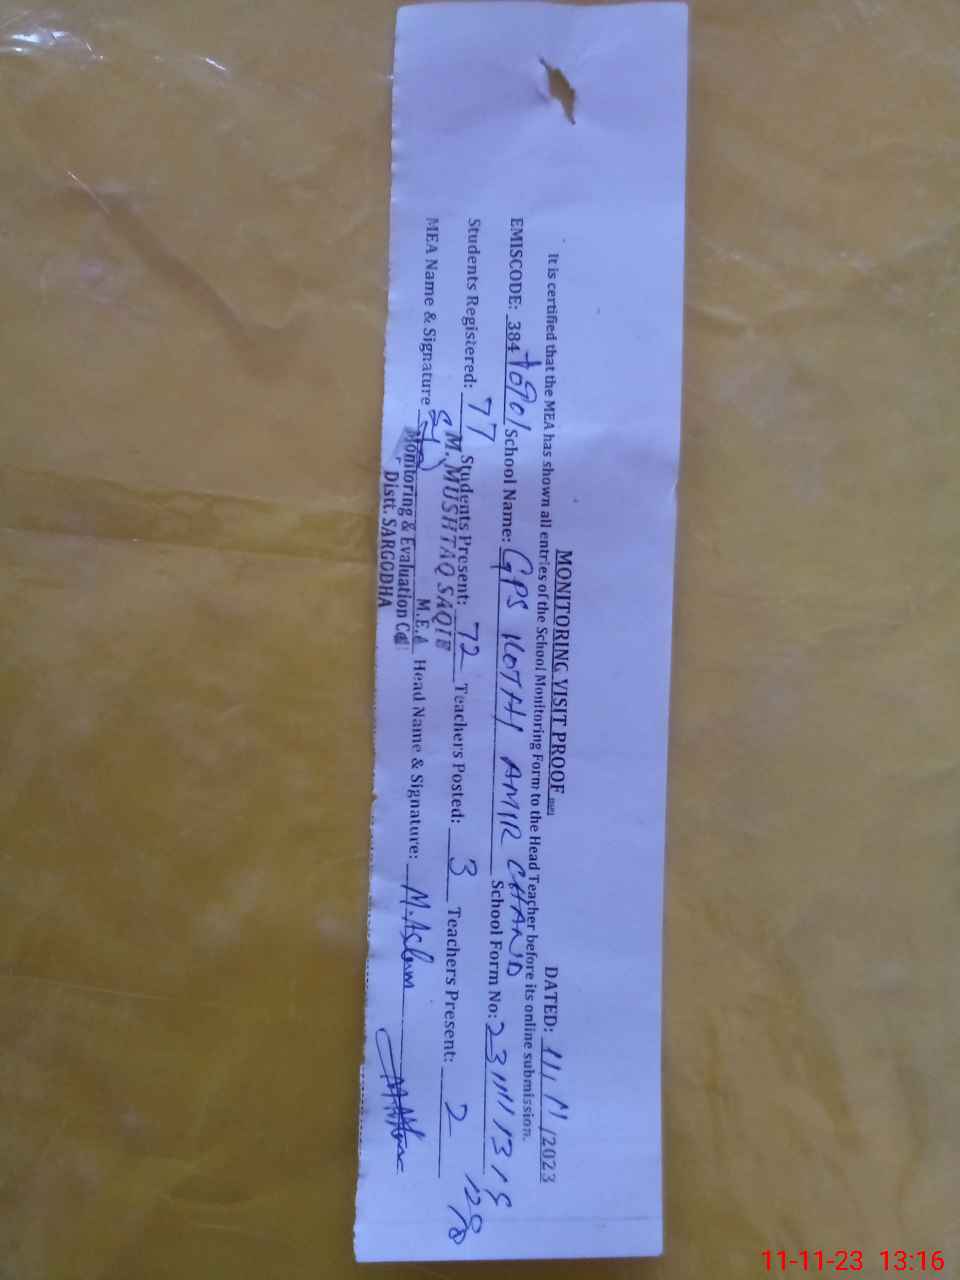 MONITORING VISIT PROOF DATED: 11/11/2023
It is certified that the MEA has shown all entries of the School Monitoring Form to the Head Teacher before its online submission.
EMISCODE: 384 School Name: GPS KOTHI AMIR CHAND School Form No:
Students Registered: 77 Students Present: 72 Teachers Posted: 3 Teachers Present: 2
M. MUSHTAQ SAQIB
MEA Name & Signature M.E.A Head Name & Signature: M. Aslam
Monitoring & Evaluation Cell
Distt. SARGODHA
11-11-23 13:16